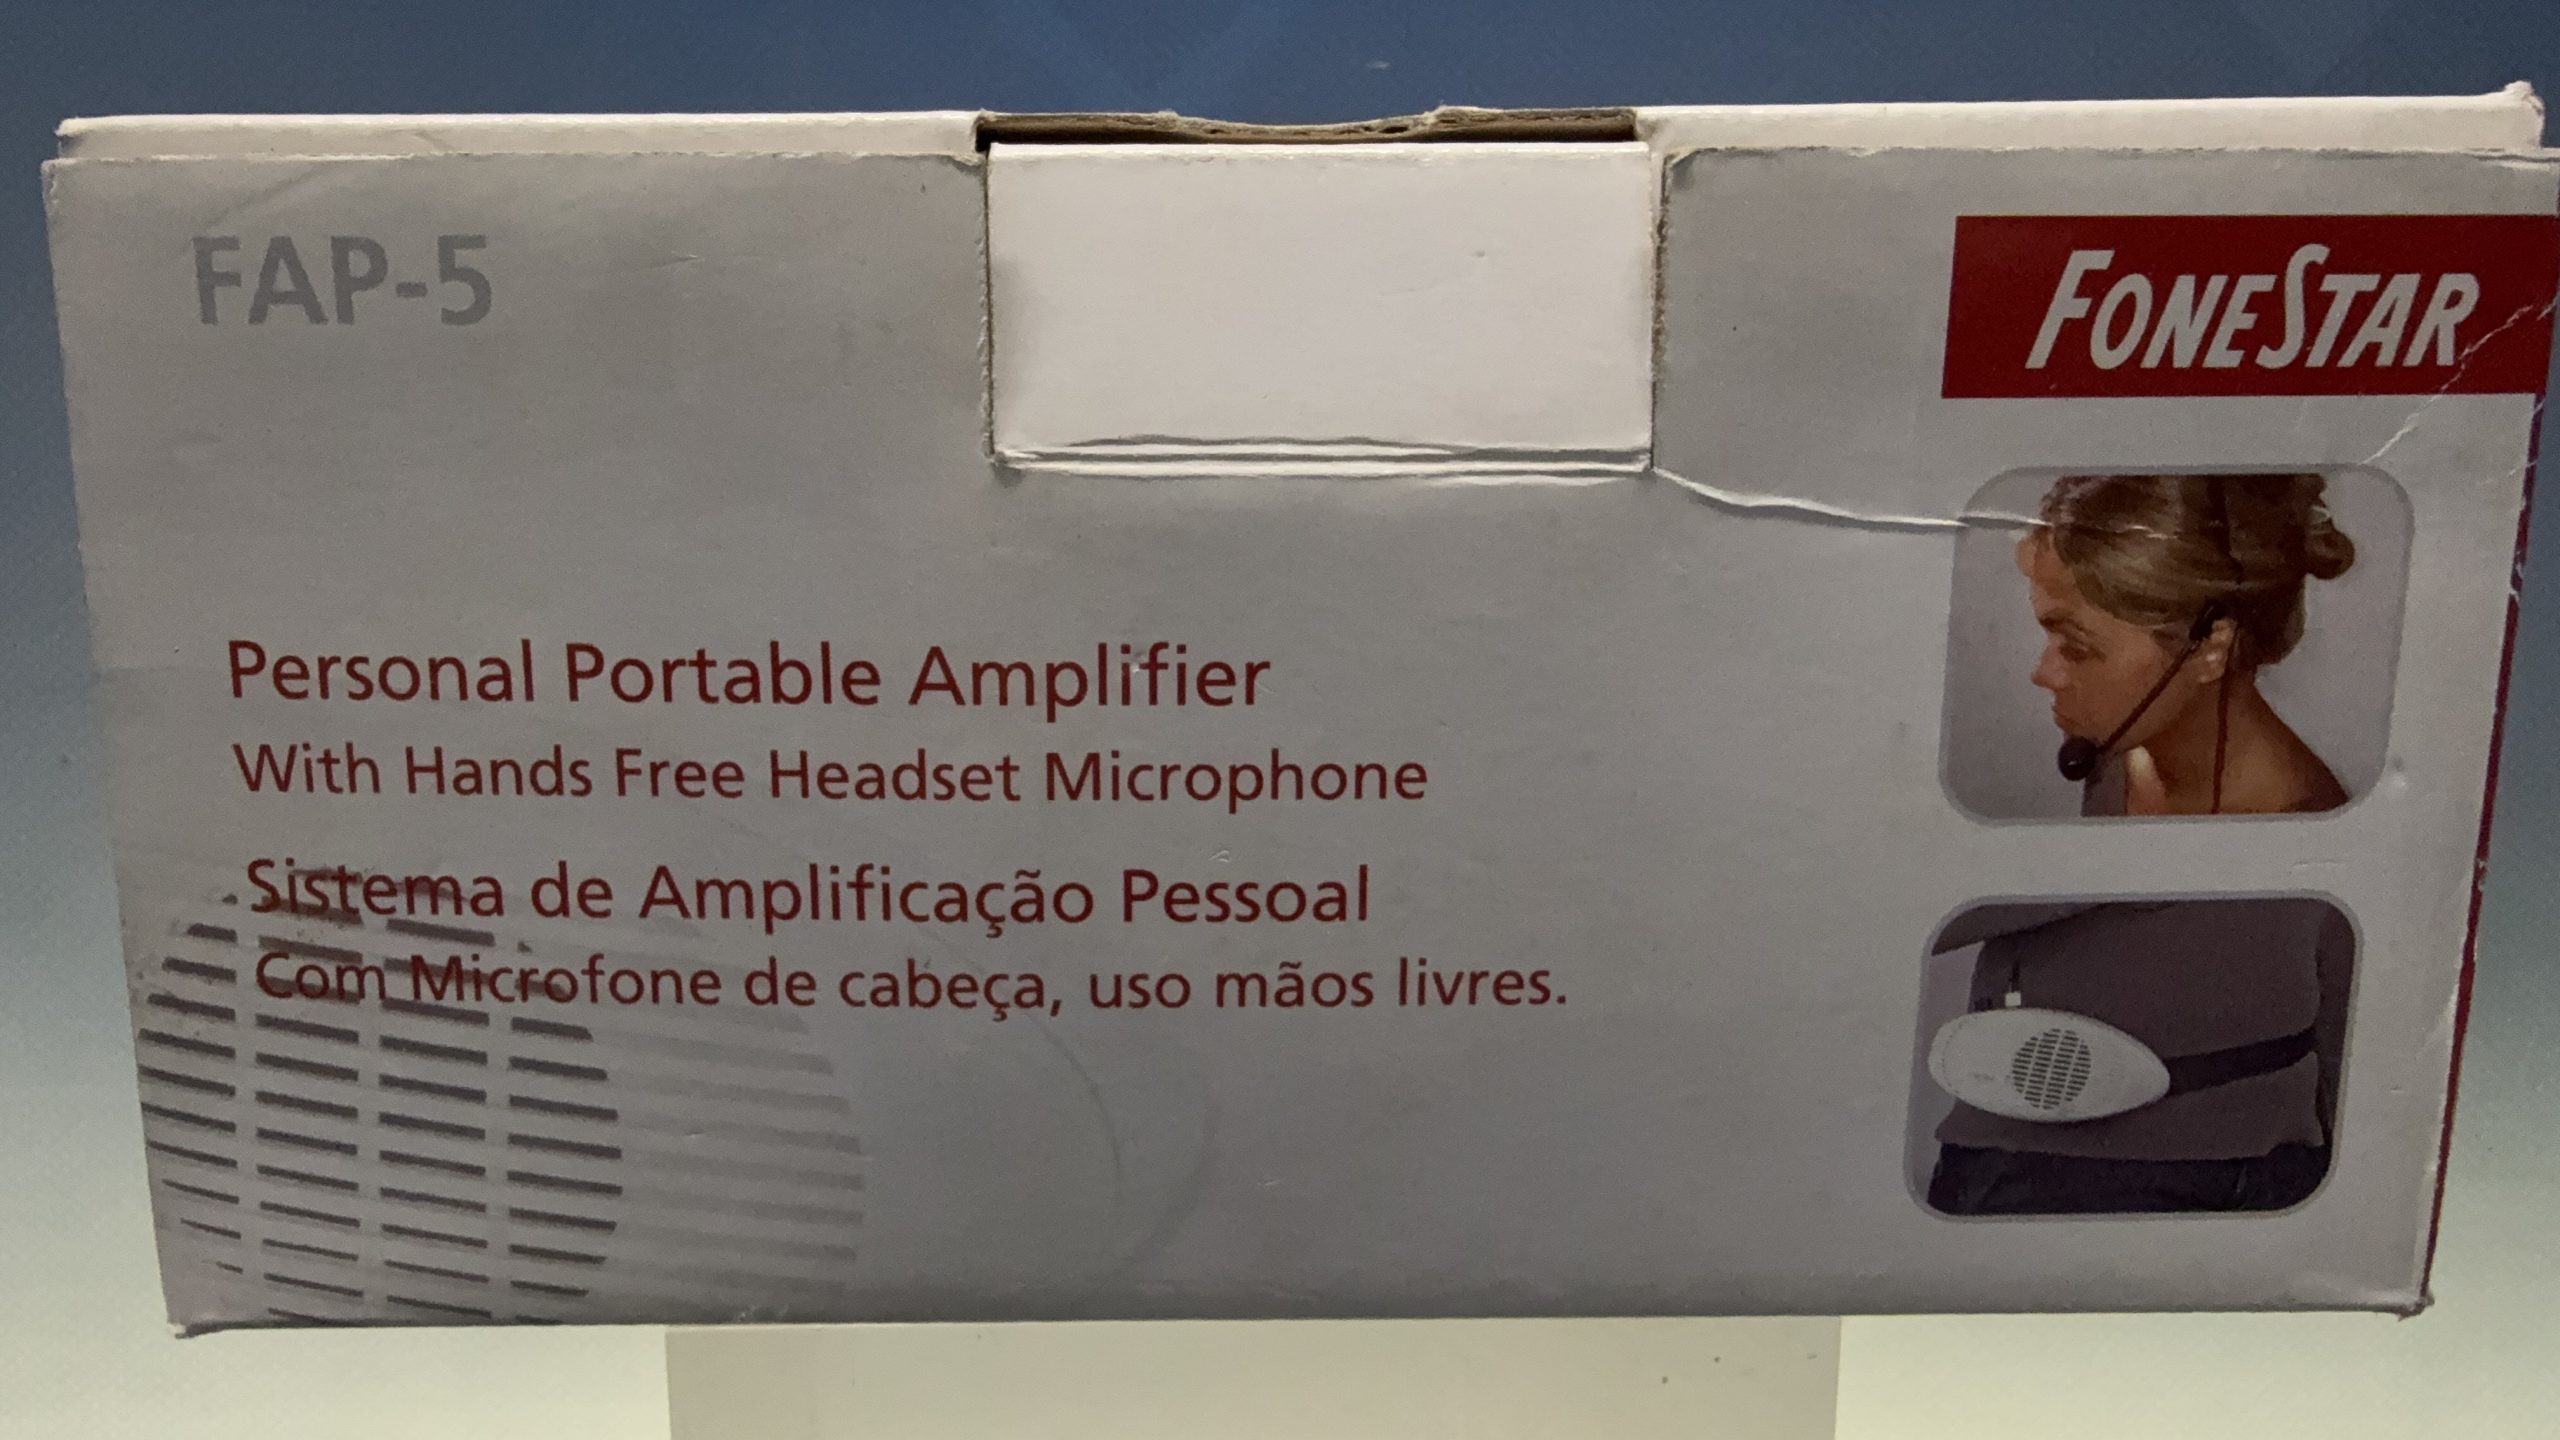 FAP-5
FONESTAR
Personal Portable Amplifier
With Hands Free Headset Microphone
Sistema de Amplificação Pessoal
Com Microfone de cabeça, uso mãos livres.